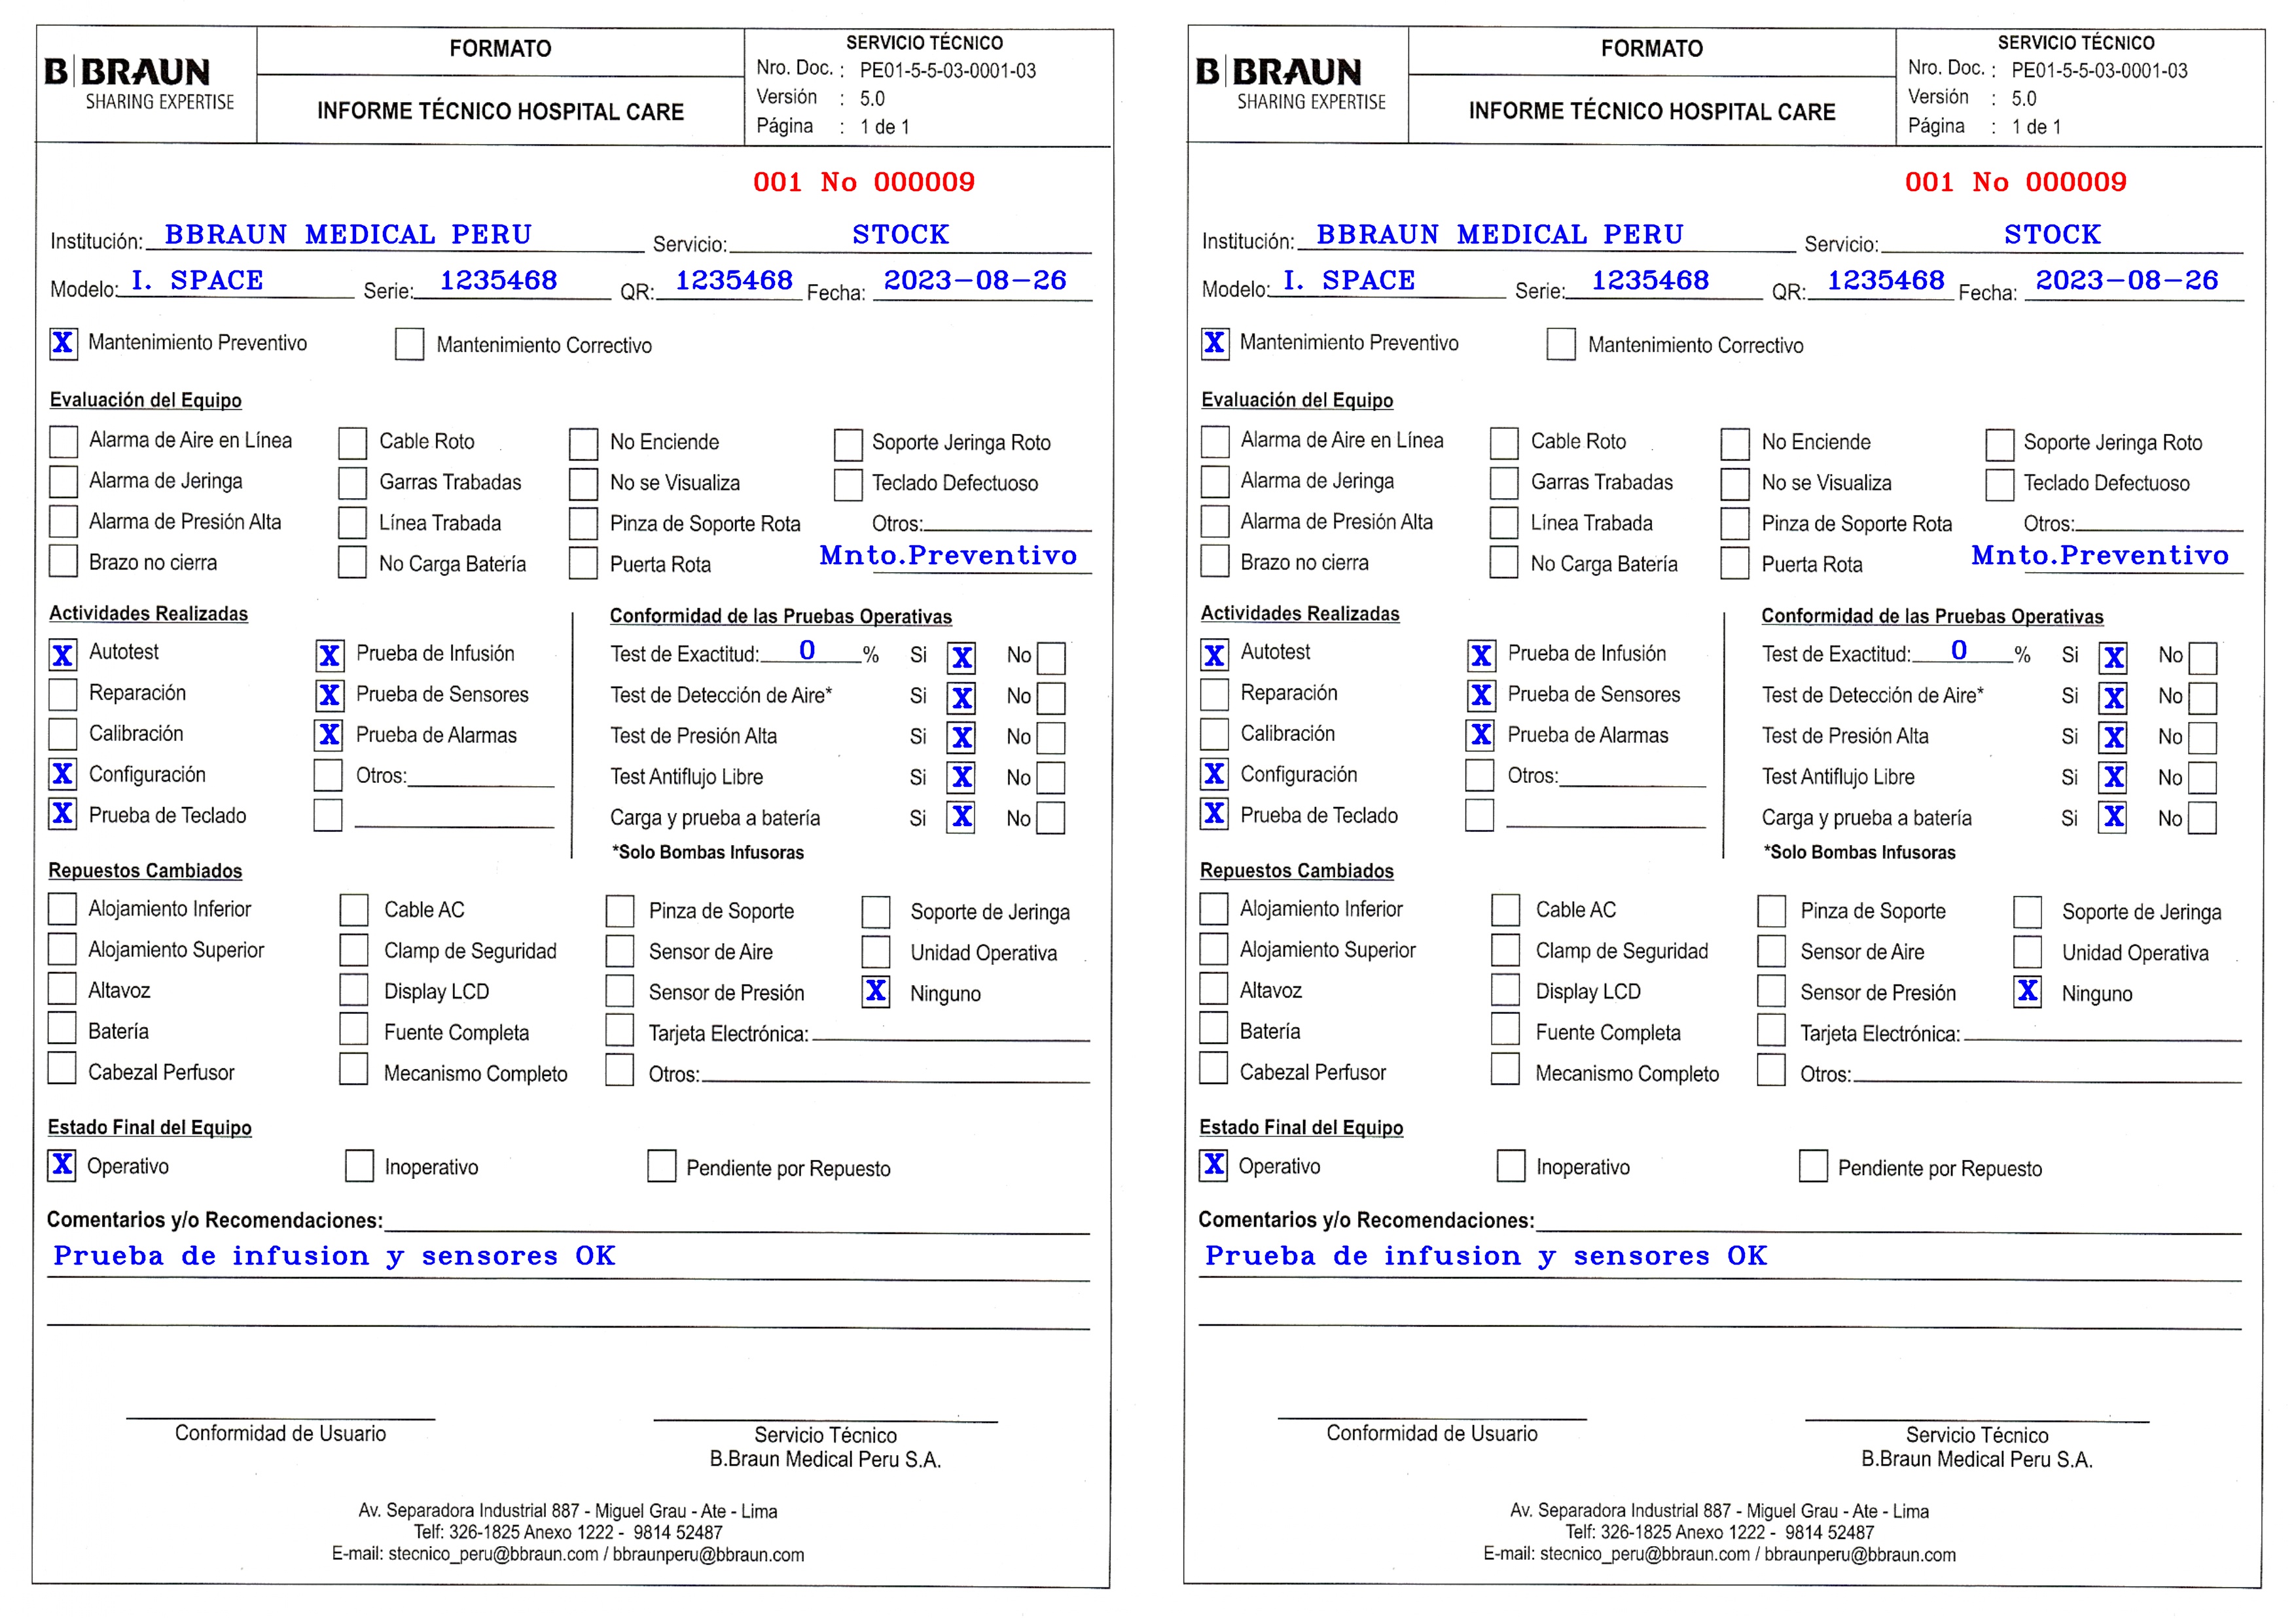 B|BRAUN
SHARING EXPERTISE
FORMATO
INFORME TÉCNICO HOSPITAL CARE
SERVICIO TÉCNICO
Nro. Doc. : PE01-5-5-03-0001-03
Versión : 5.0
Página : 1 de 1
001 No 000009
Institución: BBRAUN MEDICAL PERU Servicio: STOCK
Modelo: I. SPACE Serie: 1235468 QR: 1235468 Fecha: 2023-08-26
X Mantenimiento Preventivo Mantenimiento Correctivo
Evaluación del Equipo
Alarma de Aire en Línea Cable Roto No Enciende Soporte Jeringa Roto
Alarma de Jeringa Garras Trabadas No se Visualiza Teclado Defectuoso
Alarma de Presión Alta Línea Trabada Pinza de Soporte Rota Otros:
Brazo no cierra No Carga Batería Puerta Rota Mnto.Preventivo
Actividades Realizadas
X Autotest X Prueba de Infusión
Reparación X Prueba de Sensores
Calibración X Prueba de Alarmas
X Configuración Otros:
X Prueba de Teclado
Conformidad de las Pruebas Operativas
Test de Exactitud: 0 % Si X No
Test de Detección de Aire* Si X No
Test de Presión Alta Si X No
Test Antiflujo Libre Si X No
Carga y prueba a batería Si X No
*Solo Bombas Infusoras
Repuestos Cambiados
Alojamiento Inferior Cable AC Pinza de Soporte Soporte de Jeringa
Alojamiento Superior Clamp de Seguridad Sensor de Aire Unidad Operativa
Altavoz Display LCD Sensor de Presión X Ninguno
Batería Fuente Completa Tarjeta Electrónica:
Cabezal Perfusor Mecanismo Completo Otros:
Estado Final del Equipo
X Operativo Inoperativo Pendiente por Repuesto
Comentarios y/o Recomendaciones:
Prueba de infusion y sensores OK
Conformidad de Usuario
Servicio Técnico
B.Braun Medical Peru S.A.
Av. Separadora Industrial 887 - Miguel Grau - Ate - Lima
Telf: 326-1825 Anexo 1222 - 9814 52487
E-mail: stecnico_peru@bbraun.com / bbraunperu@bbraun.com
B|BRAUN
SHARING EXPERTISE
FORMATO
INFORME TÉCNICO HOSPITAL CARE
SERVICIO TÉCNICO
Nro. Doc. : PE01-5-5-03-0001-03
Versión : 5.0
Página : 1 de 1
001 No 000009
Institución: BBRAUN MEDICAL PERU Servicio: STOCK
Modelo: I. SPACE Serie: 1235468 QR: 1235468 Fecha: 2023-08-26
X Mantenimiento Preventivo Mantenimiento Correctivo
Evaluación del Equipo
Alarma de Aire en Línea Cable Roto No Enciende Soporte Jeringa Roto
Alarma de Jeringa Garras Trabadas No se Visualiza Teclado Defectuoso
Alarma de Presión Alta Línea Trabada Pinza de Soporte Rota Otros:
Brazo no cierra No Carga Batería Puerta Rota Mnto.Preventivo
Actividades Realizadas
X Autotest X Prueba de Infusión
Reparación X Prueba de Sensores
Calibración X Prueba de Alarmas
X Configuración Otros:
X Prueba de Teclado
Conformidad de las Pruebas Operativas
Test de Exactitud: 0 % Si X No
Test de Detección de Aire* Si X No
Test de Presión Alta Si X No
Test Antiflujo Libre Si X No
Carga y prueba a batería Si X No
*Solo Bombas Infusoras
Repuestos Cambiados
Alojamiento Inferior Cable AC Pinza de Soporte Soporte de Jeringa
Alojamiento Superior Clamp de Seguridad Sensor de Aire Unidad Operativa
Altavoz Display LCD Sensor de Presión X Ninguno
Batería Fuente Completa Tarjeta Electrónica:
Cabezal Perfusor Mecanismo Completo Otros:
Estado Final del Equipo
X Operativo Inoperativo Pendiente por Repuesto
Comentarios y/o Recomendaciones:
Prueba de infusion y sensores OK
Conformidad de Usuario
Servicio Técnico
B.Braun Medical Peru S.A.
Av. Separadora Industrial 887 - Miguel Grau - Ate - Lima
Telf: 326-1825 Anexo 1222 - 9814 52487
E-mail: stecnico_peru@bbraun.com / bbraunperu@bbraun.com